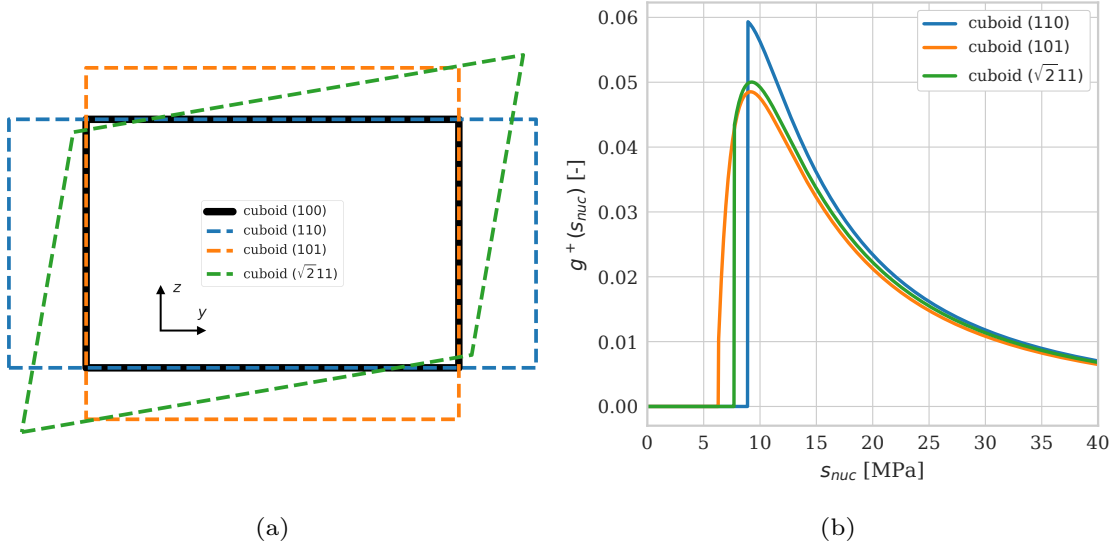 cuboid (100)
cuboid (110)
cuboid (101)
cuboid (√211)
z
y
(a)
0.06
0.05
0.04
0.03
0.02
0.01
0.00
g⁺(s_nuc) [-]
cuboid (110)
cuboid (101)
cuboid (√211)
0 5 10 15 20 25 30 35 40
s_nuc [MPa]
(b)